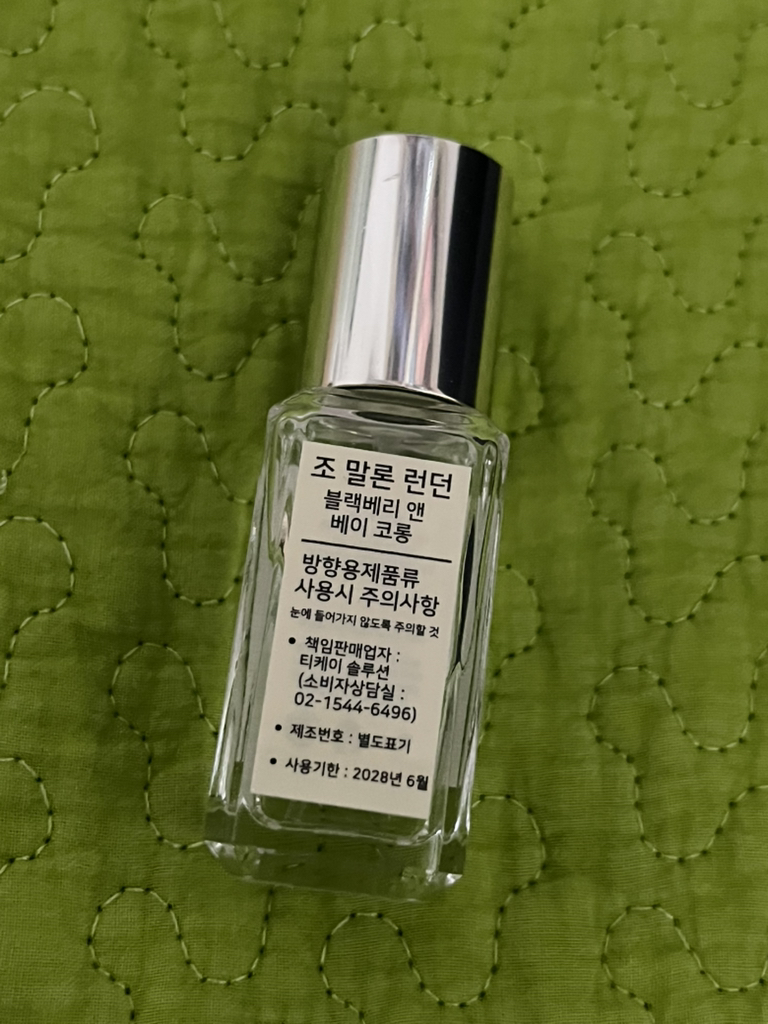 조 말론 런던
블랙베리 앤
베이 코롱
방향용제품류
사용시 주의사항
눈에 들어가지 않도록 주의할 것
• 책임판매업자 :
티케이 솔루션
(소비자상담실 :
02-1544-6496)
• 제조번호 : 별도표기
• 사용기한 : 2028년 6월